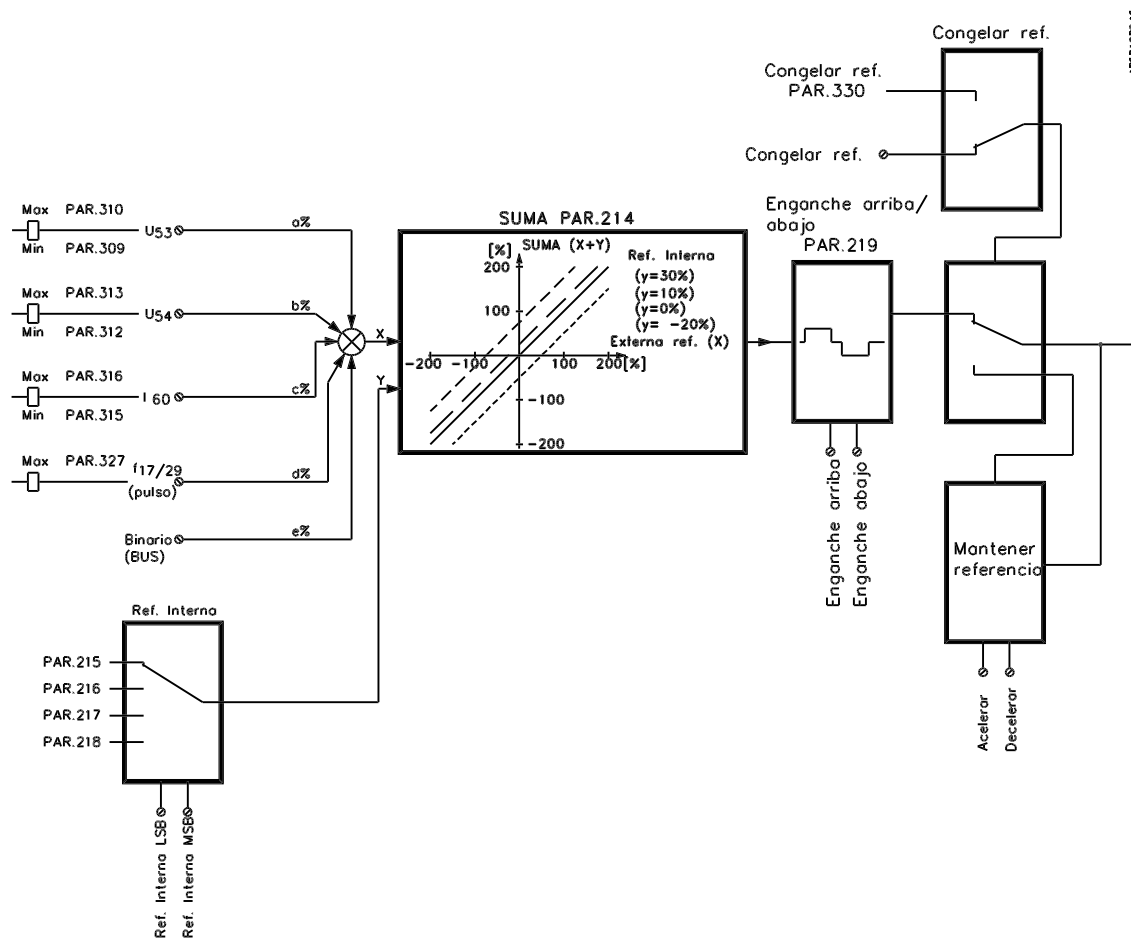 Congelar ref.
Congelar ref.
PAR.330
Congelar ref.
Max PAR.310
U53
a%
Min PAR.309
Enganche arriba/
abajo
PAR.219
SUMA PAR.214
[%] SUMA (X+Y)
200
100
-200 -100
100 200 [%]
-100
-200
Ref. Interna
(y=30%)
(y=10%)
(y=0%)
(y= -20%)
Externa ref. (X)
Max PAR.313
U54
b%
Min PAR.312
X
Y
Max PAR.316
I 60
c%
Min PAR.315
Max PAR.327
f17/29
(pulso)
d%
Binario
(BUS)
e%
Enganche arriba
Enganche abajo
Mantener
referencia
Acelerar
Decelerar
Ref. Interna
PAR.215
PAR.216
PAR.217
PAR.218
Ref. Interna LSB
Ref. Interna MSB